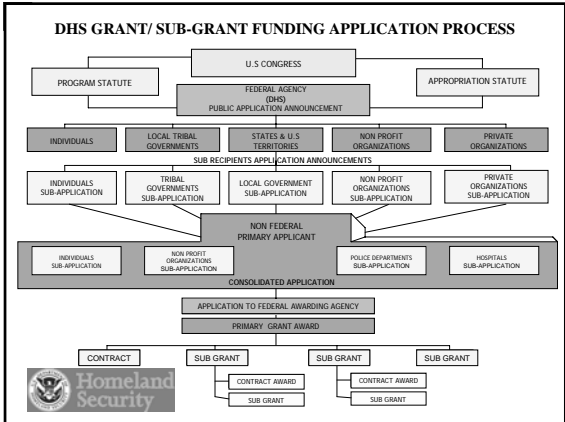 DHS GRANT/ SUB-GRANT FUNDING APPLICATION PROCESS
U.S CONGRESS
PROGRAM STATUTE
APPROPRIATION STATUTE
FEDERAL AGENCY
(DHS)
PUBLIC APPLICATION ANNOUNCEMENT
INDIVIDUALS
LOCAL TRIBAL
GOVERNMENTS
STATES & U.S
TERRITORIES
NON PROFIT
ORGANIZATIONS
PRIVATE
ORGANIZATIONS
SUB RECIPIENTS APPLICATION ANNOUNCEMENTS
INDIVIDUALS
SUB-APPLICATION
TRIBAL
GOVERNMENTS
SUB-APPLICATION
LOCAL GOVERNMENT
SUB-APPLICATION
NON PROFIT
ORGANIZATIONS
SUB-APPLICATION
PRIVATE
ORGANIZATIONS
SUB-APPLICATION
NON FEDERAL
PRIMARY APPLICANT
INDIVIDUALS
SUB-APPLICATION
NON PROFIT
ORGANIZATIONS
SUB-APPLICATION
POLICE DEPARTMENTS
SUB-APPLICATION
HOSPITALS
SUB-APPLICATION
CONSOLIDATED APPLICATION
APPLICATION TO FEDERAL AWARDING AGENCY
PRIMARY GRANT AWARD
CONTRACT
SUB GRANT
SUB GRANT
SUB GRANT
CONTRACT AWARD
SUB GRANT
CONTRACT AWARD
SUB GRANT
Homeland
Security